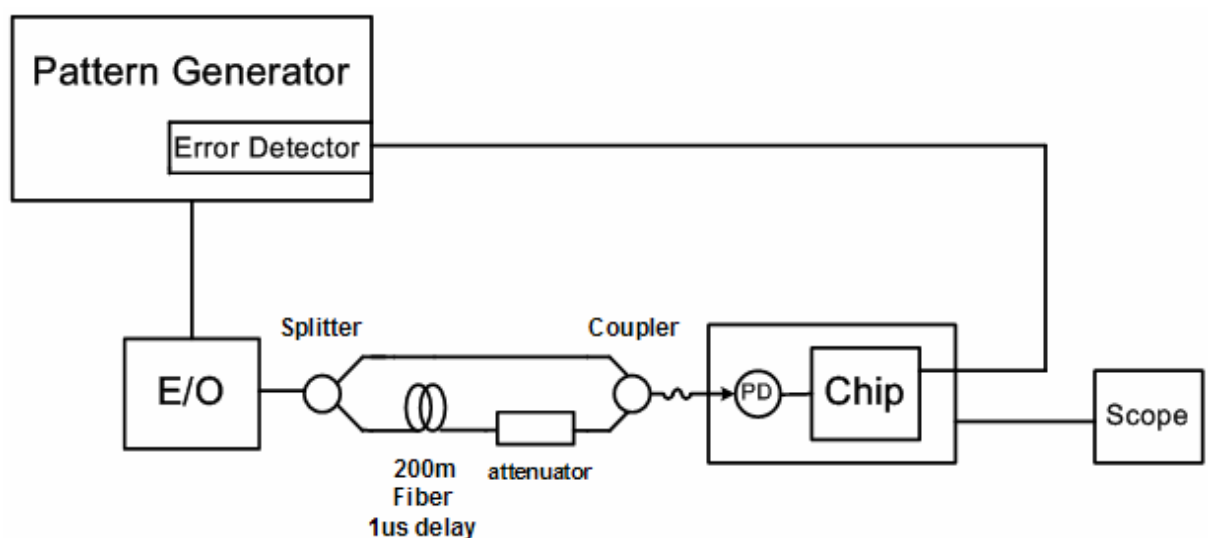 Pattern Generator
Error Detector
Splitter
Coupler
E/O
PD
Chip
Scope
200m
Fiber
1us delay
attenuator